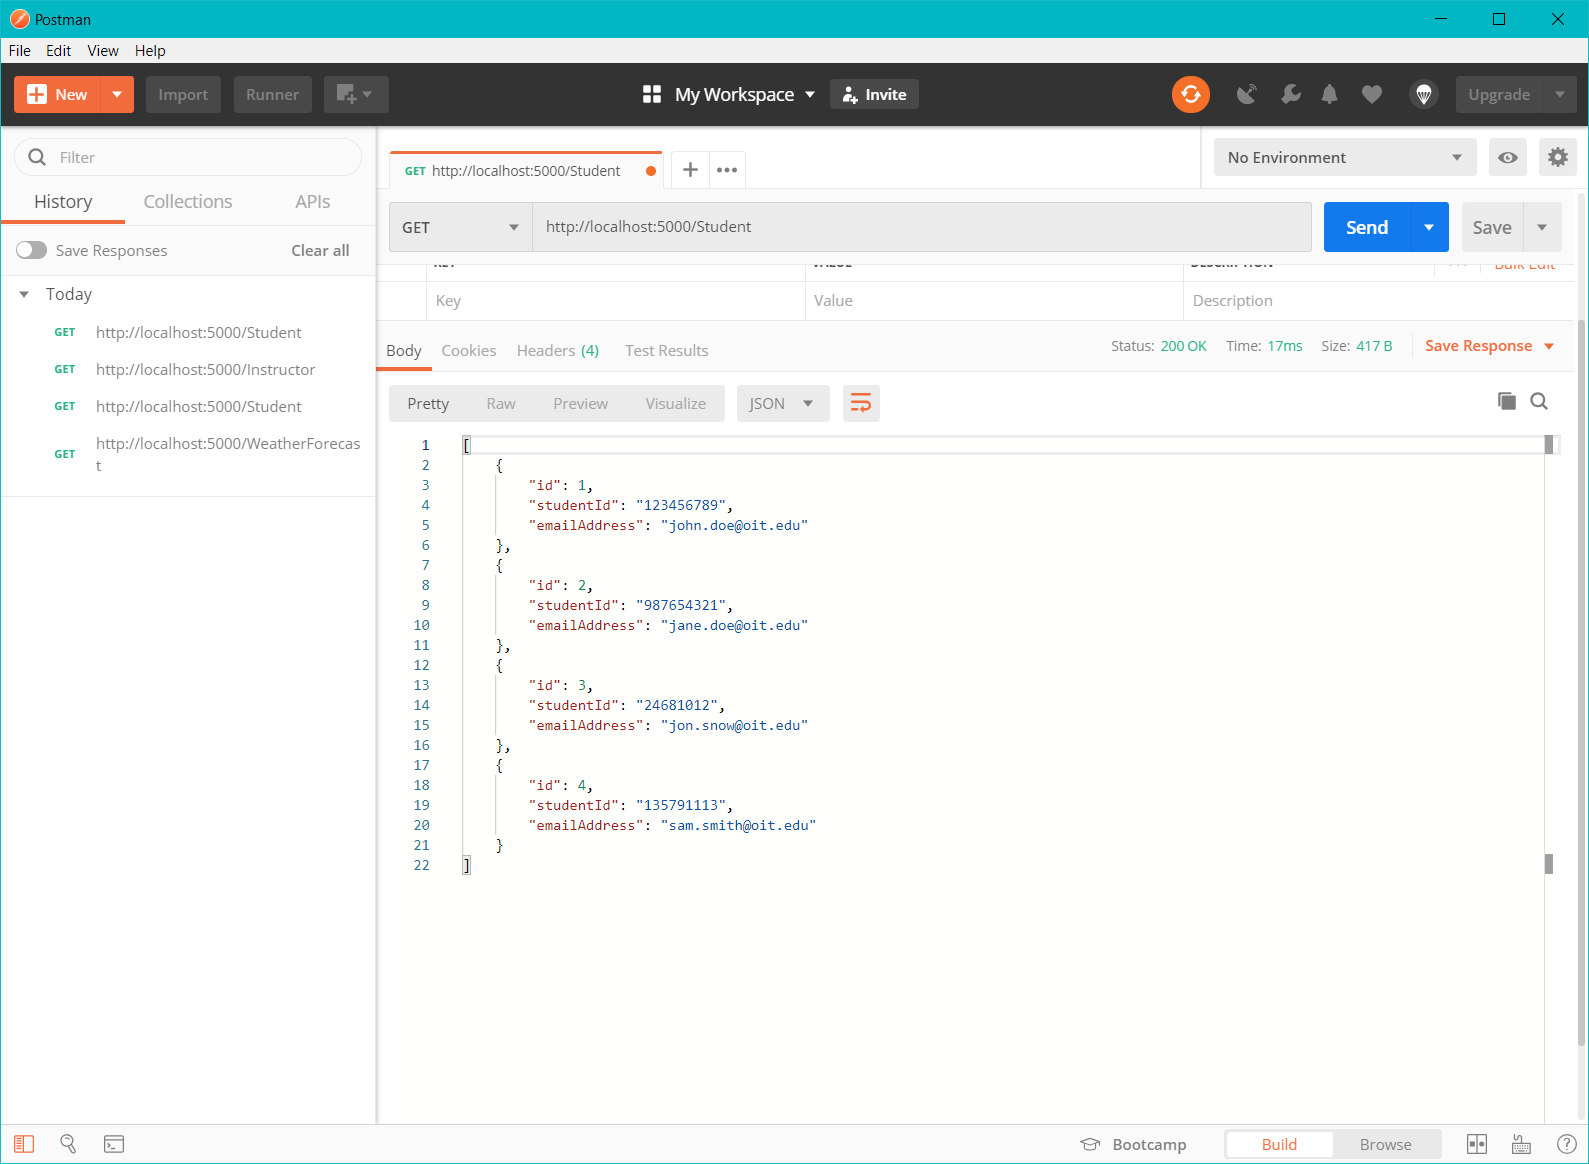 Postman
File Edit View Help
New Import Runner My Workspace Invite Upgrade
Filter
History Collections APIs
Save Responses Clear all
Today
GET http://localhost:5000/Student
GET http://localhost:5000/Instructor
GET http://localhost:5000/Student
GET http://localhost:5000/WeatherForecas
t
GET http://localhost:5000/Student
No Environment
GET http://localhost:5000/Student Send Save
KEY VALUE DESCRIPTION Bulk Edit
Key Value Description
Body Cookies Headers (4) Test Results Status: 200 OK Time: 17ms Size: 417 B Save Response
Pretty Raw Preview Visualize JSON
1 [
2 {
3 "id": 1,
4 "studentId": "123456789",
5 "emailAddress": "john.doe@oit.edu"
6 },
7 {
8 "id": 2,
9 "studentId": "987654321",
10 "emailAddress": "jane.doe@oit.edu"
11 },
12 {
13 "id": 3,
14 "studentId": "24681012",
15 "emailAddress": "jon.snow@oit.edu"
16 },
17 {
18 "id": 4,
19 "studentId": "135791113",
20 "emailAddress": "sam.smith@oit.edu"
21 }
22 ]
Bootcamp Build Browse